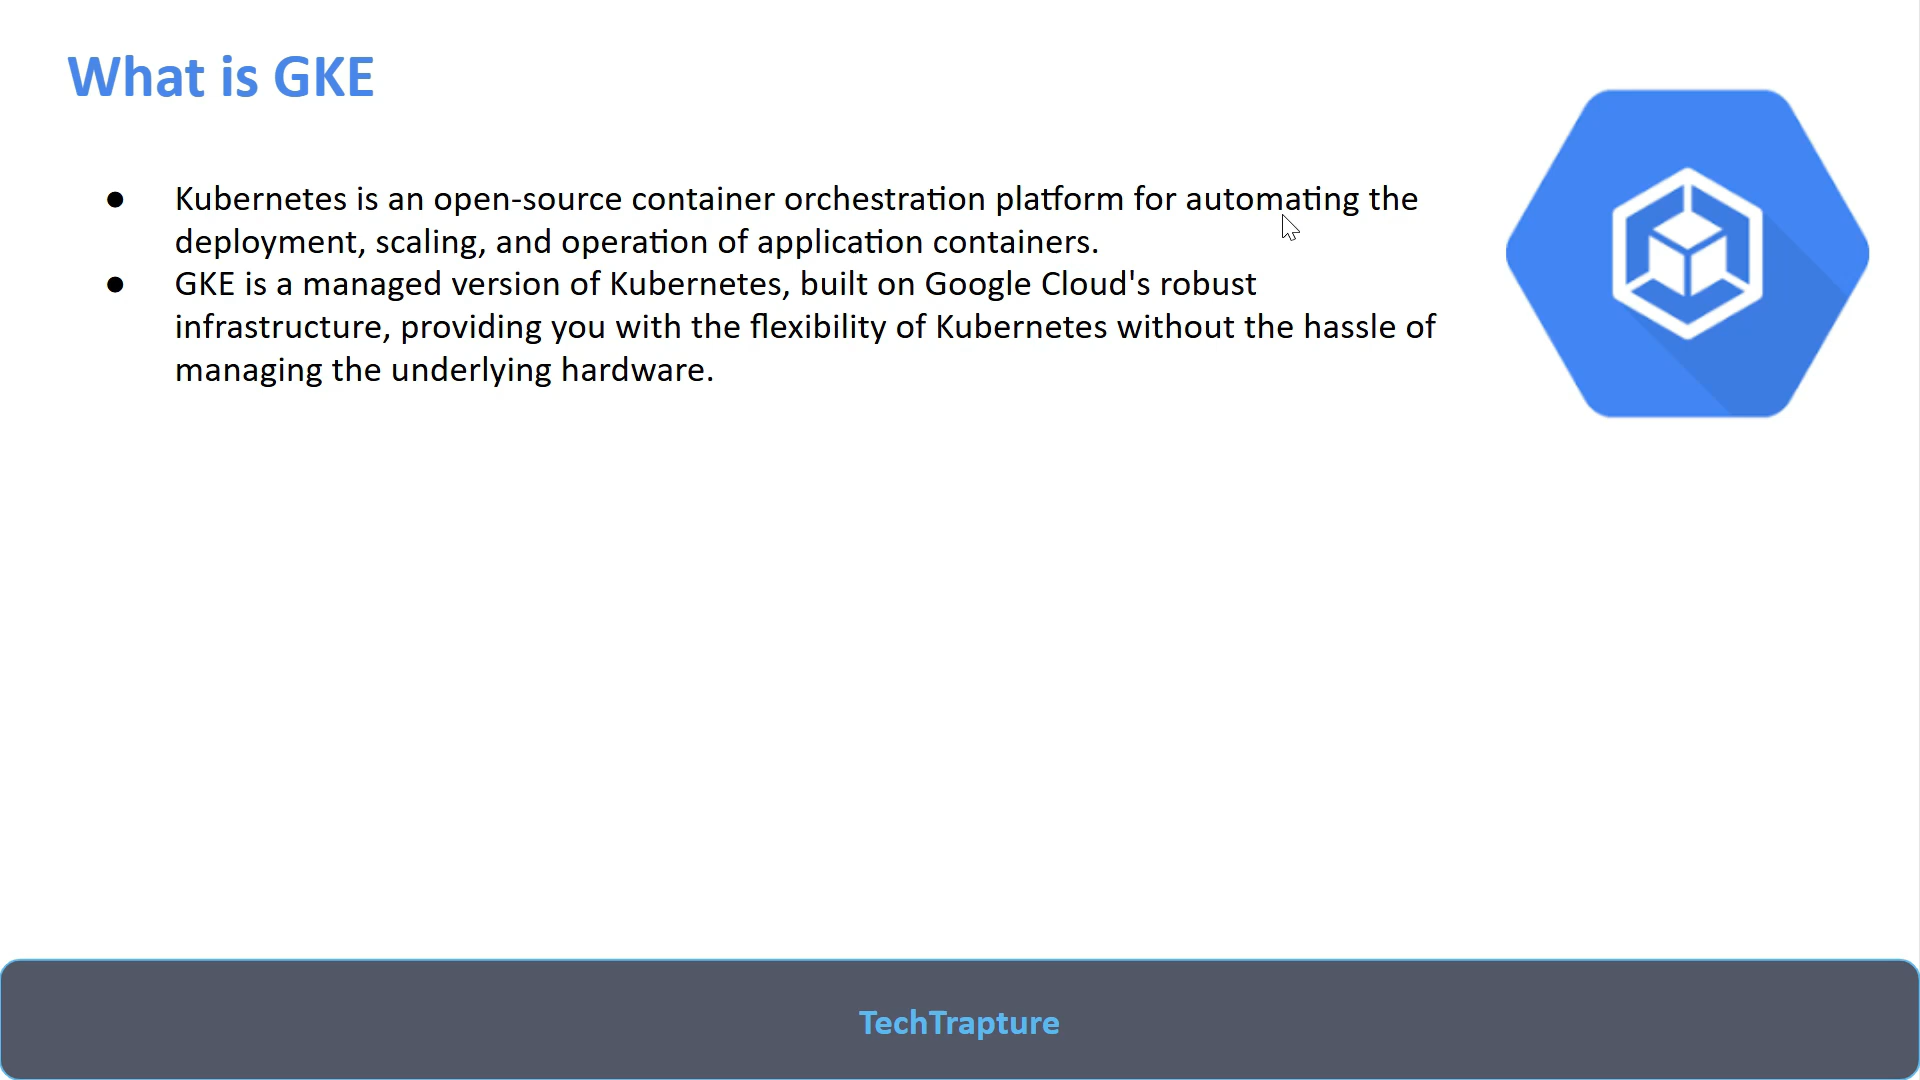 What is GKE
● Kubernetes is an open-source container orchestration platform for automating the
deployment, scaling, and operation of application containers.
● GKE is a managed version of Kubernetes, built on Google Cloud's robust
infrastructure, providing you with the flexibility of Kubernetes without the hassle of
managing the underlying hardware.
TechTrapture